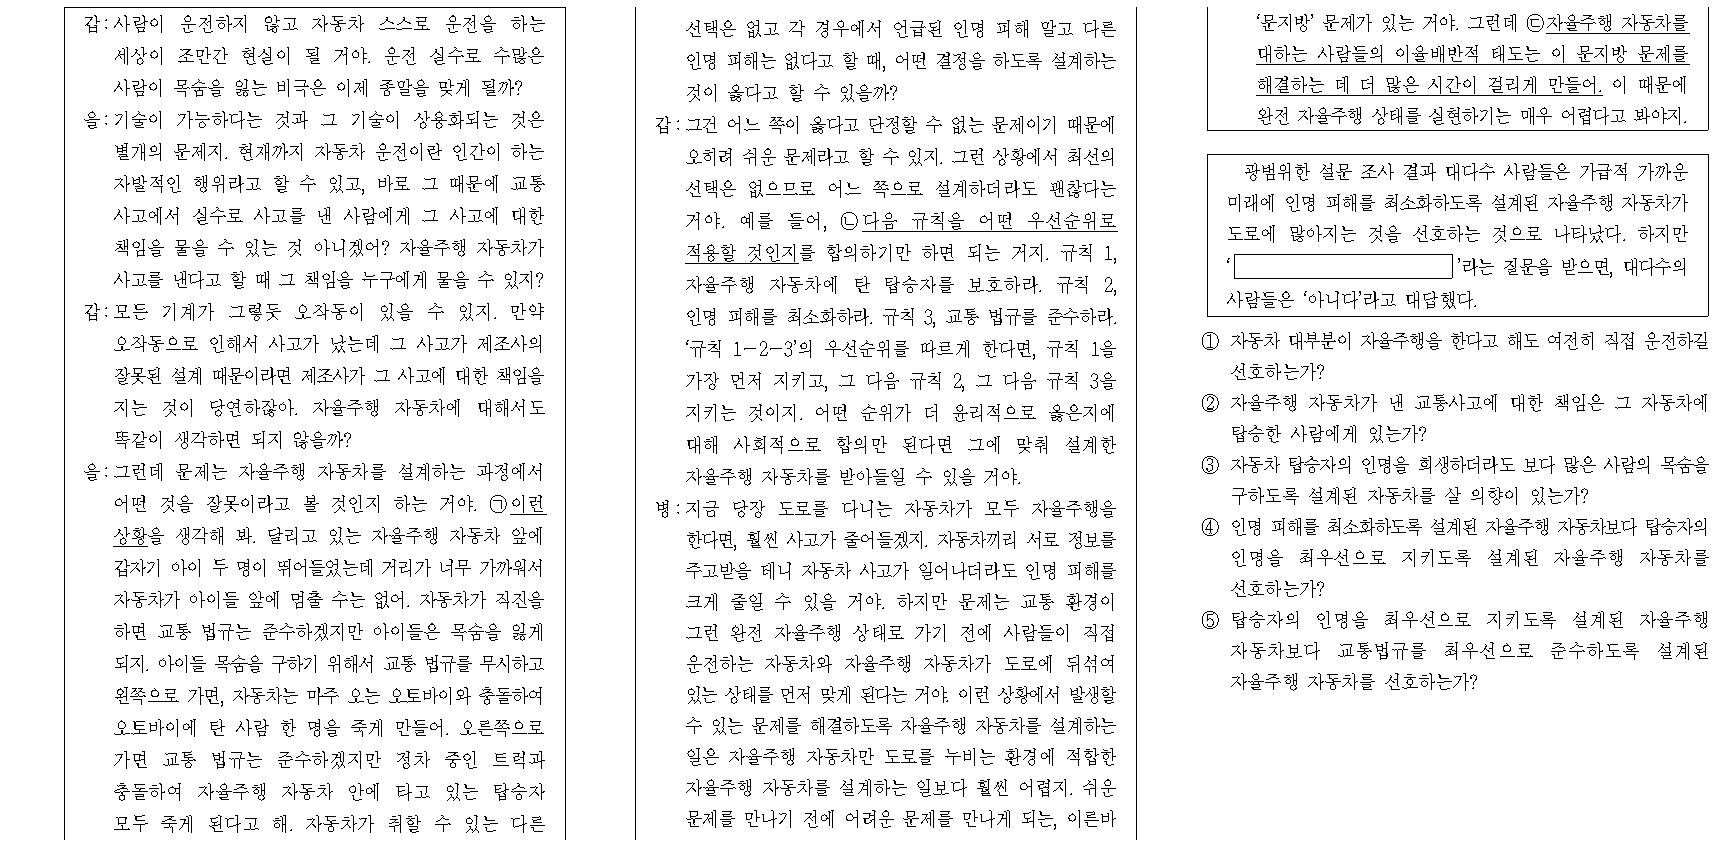 갑:사람이 운전하지 않고 자동차 스스로 운전을 하는
세상이 조만간 현실이 될 거야. 운전 실수로 수많은
사람이 목숨을 잃는 비극은 이제 종말을 맞게 될까?
을:기술이 가능하다는 것과 그 기술이 상용화되는 것은
별개의 문제지. 현재까지 자동차 운전이란 인간이 하는
자발적인 행위라고 할 수 있고, 바로 그 때문에 교통
사고에서 실수로 사고를 낸 사람에게 그 사고에 대한
책임을 물을 수 있는 것 아니겠어? 자율주행 자동차가
사고를 낸다고 할 때 그 책임을 누구에게 물을 수 있지?
갑:모든 기계가 그렇듯 오작동이 있을 수 있지. 만약
오작동으로 인해서 사고가 났는데 그 사고가 제조사의
잘못된 설계 때문이라면 제조사가 그 사고에 대한 책임을
지는 것이 당연하잖아. 자율주행 자동차에 대해서도
똑같이 생각하면 되지 않을까?
을:그런데 문제는 자율주행 자동차를 설계하는 과정에서
어떤 것을 잘못이라고 볼 것인지 하는 거야. ㉠이런
상황을 생각해 봐. 달리고 있는 자율주행 자동차 앞에
갑자기 아이 두 명이 뛰어들었는데 거리가 너무 가까워서
자동차가 아이들 앞에 멈출 수는 없어. 자동차가 직진을
하면 교통 법규는 준수하겠지만 아이들은 목숨을 잃게
되지. 아이들 목숨을 구하기 위해서 교통 법규를 무시하고
왼쪽으로 가면, 자동차는 마주 오는 오토바이와 충돌하여
오토바이에 탄 사람 한 명을 죽게 만들어. 오른쪽으로
가면 교통 법규는 준수하겠지만 정차 중인 트럭과
충돌하여 자율주행 자동차 안에 타고 있는 탑승자
모두 죽게 된다고 해. 자동차가 취할 수 있는 다른
선택은 없고 각 경우에서 언급된 인명 피해 말고 다른
인명 피해는 없다고 할 때, 어떤 결정을 하도록 설계하는
것이 옳다고 할 수 있을까?
갑:그건 어느 쪽이 옳다고 단정할 수 없는 문제이기 때문에
오히려 쉬운 문제라고 할 수 있지. 그런 상황에서 최선의
선택은 없으므로 어느 쪽으로 설계하더라도 괜찮다는
거야. 예를 들어, ㉡다음 규칙을 어떤 우선순위로
적용할 것인지를 합의하기만 하면 되는 거지. 규칙 1,
자율주행 자동차에 탄 탑승자를 보호하라. 규칙 2,
인명 피해를 최소화하라. 규칙 3, 교통 법규를 준수하라.
‘규칙 1-2-3’의 우선순위를 따르게 한다면, 규칙 1을
가장 먼저 지키고, 그 다음 규칙 2, 그 다음 규칙 3을
지키는 것이지. 어떤 순위가 더 윤리적으로 옳은지에
대해 사회적으로 합의만 된다면 그에 맞춰 설계한
자율주행 자동차를 받아들일 수 있을 거야.
병:지금 당장 도로를 다니는 자동차가 모두 자율주행을
한다면, 훨씬 사고가 줄어들겠지. 자동차끼리 서로 정보를
주고받을 테니 자동차 사고가 일어나더라도 인명 피해를
크게 줄일 수 있을 거야. 하지만 문제는 교통 환경이
그런 완전 자율주행 상태로 가기 전에 사람들이 직접
운전하는 자동차와 자율주행 자동차가 도로에 뒤섞여
있는 상태를 먼저 맞게 된다는 거야. 이런 상황에서 발생할
수 있는 문제를 해결하도록 자율주행 자동차를 설계하는
일은 자율주행 자동차만 도로를 누비는 환경에 적합한
자율주행 자동차를 설계하는 일보다 훨씬 어렵지. 쉬운
문제를 만나기 전에 어려운 문제를 만나게 되는, 이른바
‘문지방’ 문제가 있는 거야. 그런데 ㉢자율주행 자동차를
대하는 사람들의 이율배반적 태도는 이 문지방 문제를
해결하는 데 더 많은 시간이 걸리게 만들어. 이 때문에
완전 자율주행 상태를 실현하기는 매우 어렵다고 봐야지.
광범위한 설문 조사 결과 대다수 사람들은 가급적 가까운
미래에 인명 피해를 최소화하도록 설계된 자율주행 자동차가
도로에 많아지는 것을 선호하는 것으로 나타났다. 하지만
‘ ’라는 질문을 받으면, 대다수의
사람들은 ‘아니다’라고 대답했다.
① 자동차 대부분이 자율주행을 한다고 해도 여전히 직접 운전하길
선호하는가?
② 자율주행 자동차가 낸 교통사고에 대한 책임은 그 자동차에
탑승한 사람에게 있는가?
③ 자동차 탑승자의 인명을 희생하더라도 보다 많은 사람의 목숨을
구하도록 설계된 자동차를 살 의향이 있는가?
④ 인명 피해를 최소화하도록 설계된 자율주행 자동차보다 탑승자의
인명을 최우선으로 지키도록 설계된 자율주행 자동차를
선호하는가?
⑤ 탑승자의 인명을 최우선으로 지키도록 설계된 자율주행
자동차보다 교통법규를 최우선으로 준수하도록 설계된
자율주행 자동차를 선호하는가?